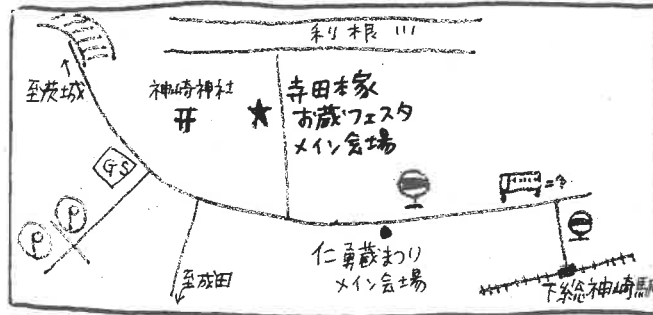 利根川
至茨城
神崎神社
寺田本家
お蔵フェスタ
メイン会場
GS
P
P
至成田
仁勇蔵まつり
メイン会場
下総神崎駅